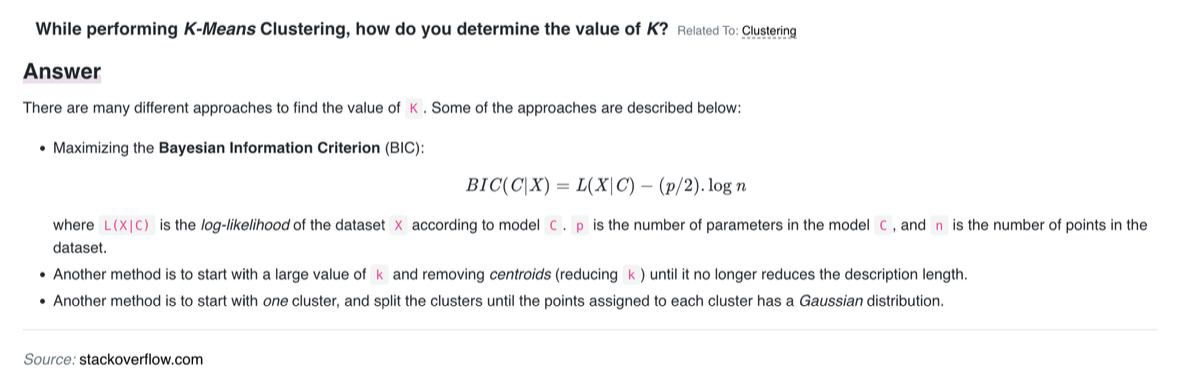 While performing K-Means Clustering, how do you determine the value of K? Related To: Clustering
Answer
There are many different approaches to find the value of K . Some of the approaches are described below:
• Maximizing the Bayesian Information Criterion (BIC):
BIC(C|X) = L(X|C) − (p/2). log n
where L(X|C) is the log-likelihood of the dataset X according to model C . p is the number of parameters in the model C , and n is the number of points in the
dataset.
• Another method is to start with a large value of k and removing centroids (reducing k ) until it no longer reduces the description length.
• Another method is to start with one cluster, and split the clusters until the points assigned to each cluster has a Gaussian distribution.
Source: stackoverflow.com